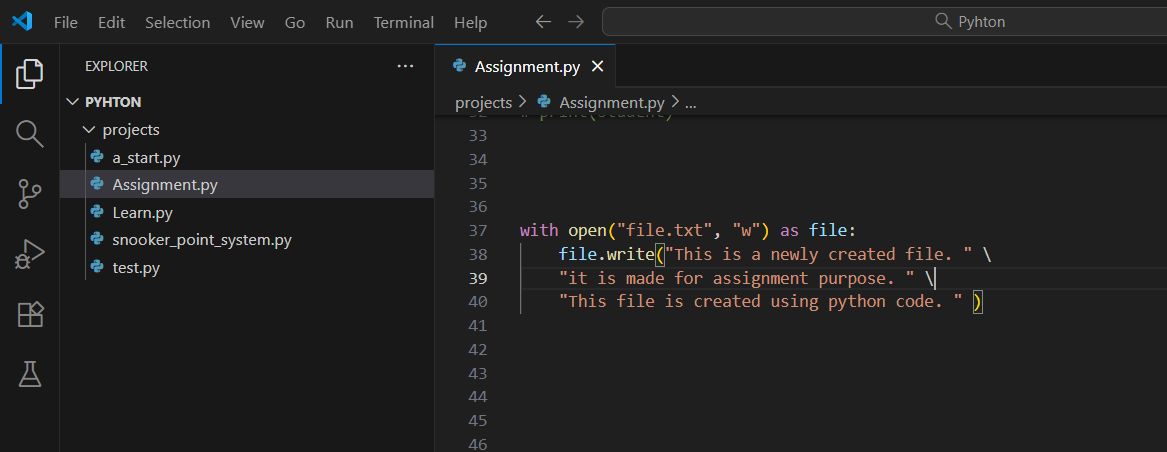 File Edit Selection View Go Run Terminal Help Pyhton
EXPLORER ...
PYHTON
projects
a_start.py
Assignment.py
Learn.py
snooker_point_system.py
test.py
Assignment.py
projects > Assignment.py > ...
32 # print(student)
33
34
35
36
37 with open("file.txt", "w") as file:
38 file.write("This is a newly created file. " \
39 "it is made for assignment purpose. " \
40 "This file is created using python code. " )
41
42
43
44
45
46